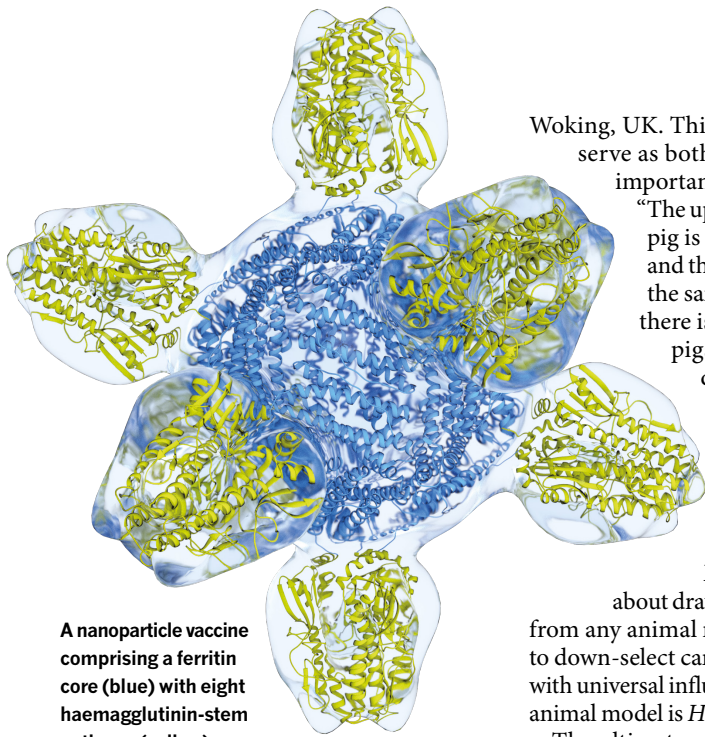 Woking, UK. Thi
serve as both
importan
“The up
pig is
and th
the sa
there is
pig
about dra
from any animal
to down-select ca
with universal influ
animal model is H
A nanoparticle vaccine
comprising a ferritin
core (blue) with eight
haemagglutinin-stem